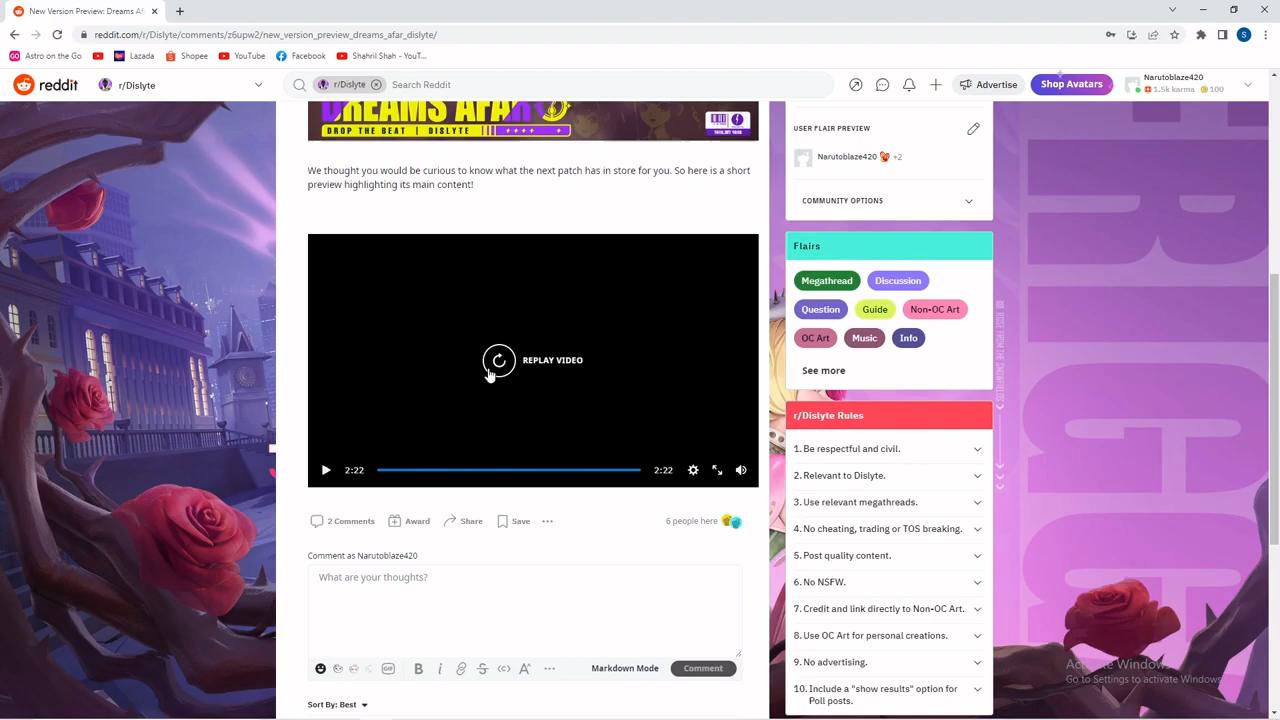 New Version Preview: Dreams Af
reddit.com/r/Dislyte/comments/z6upw2/new_version_preview_dreams_afar_dislyte/
S
GO Astro on the Go
Lazada
Shopee
YouTube
Facebook
Shahril Shah - YouT...
reddit
r/Dislyte
r/Dislyte
Search Reddit
Advertise
Shop Avatars
Narutoblaze420
1.5k karma
100
DREAMS AFAR
DROP THE BEAT | DISLYTE
We thought you would be curious to know what the next patch has in store for you. So here is a short
preview highlighting its main content!
REPLAY VIDEO
2:22
2:22
2 Comments
Award
Share
Save
6 people here
Comment as Narutoblaze420
What are your thoughts?
GIF
B
i
Markdown Mode
Comment
Sort By: Best
USER FLAIR PREVIEW
Narutoblaze420 +2
COMMUNITY OPTIONS
Flairs
Megathread
Discussion
Question
Guide
Non-OC Art
OC Art
Music
Info
See more
r/Dislyte Rules
1. Be respectful and civil.
2. Relevant to Dislyte.
3. Use relevant megathreads.
4. No cheating, trading or TOS breaking.
5. Post quality content.
6. No NSFW.
7. Credit and link directly to Non-OC Art.
8. Use OC Art for personal creations.
9. No advertising.
10. Include a "show results" option for
Poll posts.
Activate Windows
Go to Settings to activate Windows.